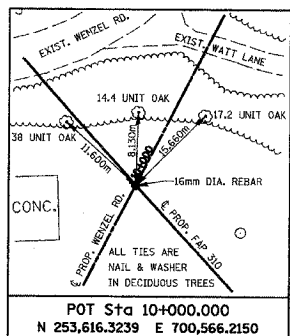 EXIST. WENZEL RD.
EXIST. WATT LANE
14.4 UNIT OAK
17.2 UNIT OAK
38 UNIT OAK
11.600m
8.130m
15.660m
16mm DIA. REBAR
CONC.
℄ PROP. WENZEL RD.
℄ PROP. FAP 310
ALL TIES ARE
NAIL & WASHER
IN DECIDUOUS TREES
POT Sta 10+000.000
N 253,616.3239 E 700,566.2150